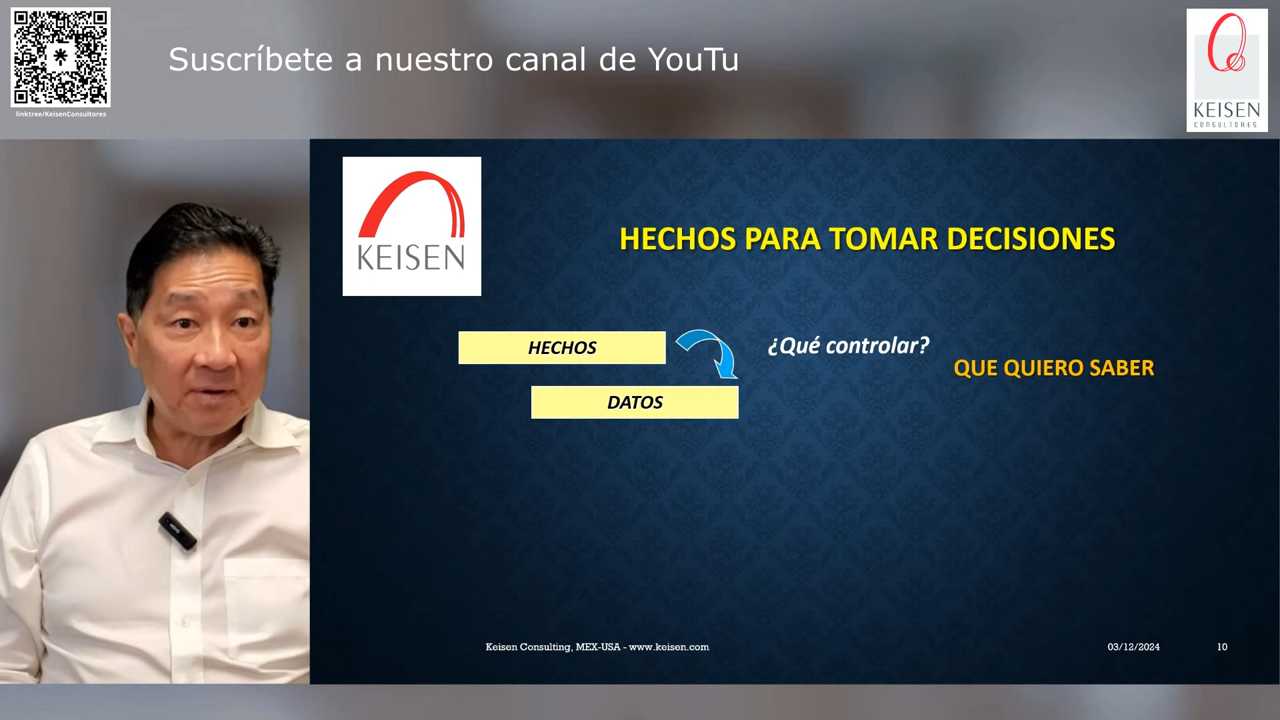 Suscríbete a nuestro canal de YouTu
linktree/KeisenConsultores
KEISEN
CONSULTORES
KEISEN
HECHOS PARA TOMAR DECISIONES
HECHOS
¿Qué controlar?
QUE QUIERO SABER
DATOS
Keisen Consulting, MEX-USA - www.keisen.com
03/12/2024
10